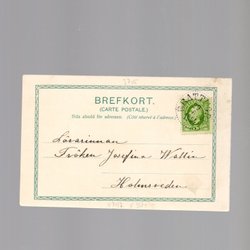 BREFKORT.
(CARTE POSTALE)
Sida afsedd för adressen. (Côté réservé à l'adresse.)
Lärarinnan
Fröken Josefina Wallin
Holmsveden